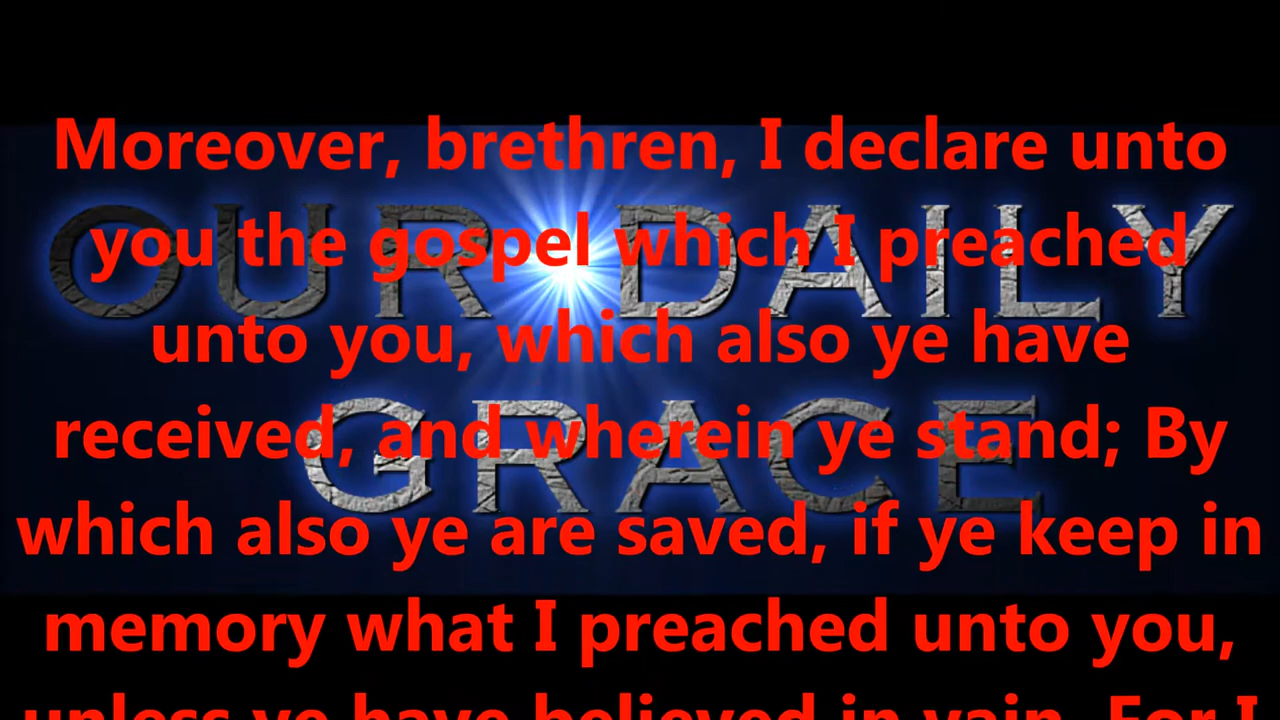 Moreover, brethren, I declare unto
you the gospel which I preached
unto you, which also ye have
received, and wherein ye stand; By
which also ye are saved, if ye keep in
memory what I preached unto you,
unless ye have believed in vain. For I
OUR DAILY
GRACE